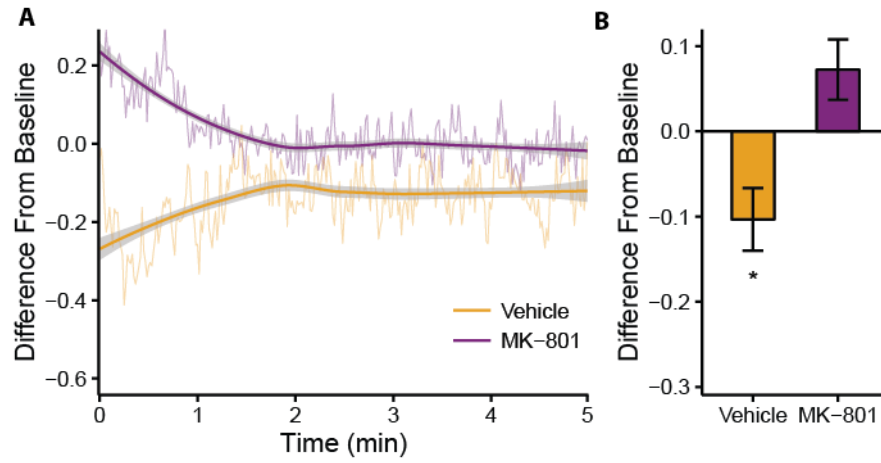 A
Difference From Baseline
0.2
0.0
−0.2
−0.4
−0.6
Vehicle
MK−801
0 1 2 3 4 5
Time (min)
B
Difference From Baseline
0.1
0.0
−0.1
−0.2
−0.3
*
Vehicle MK−801